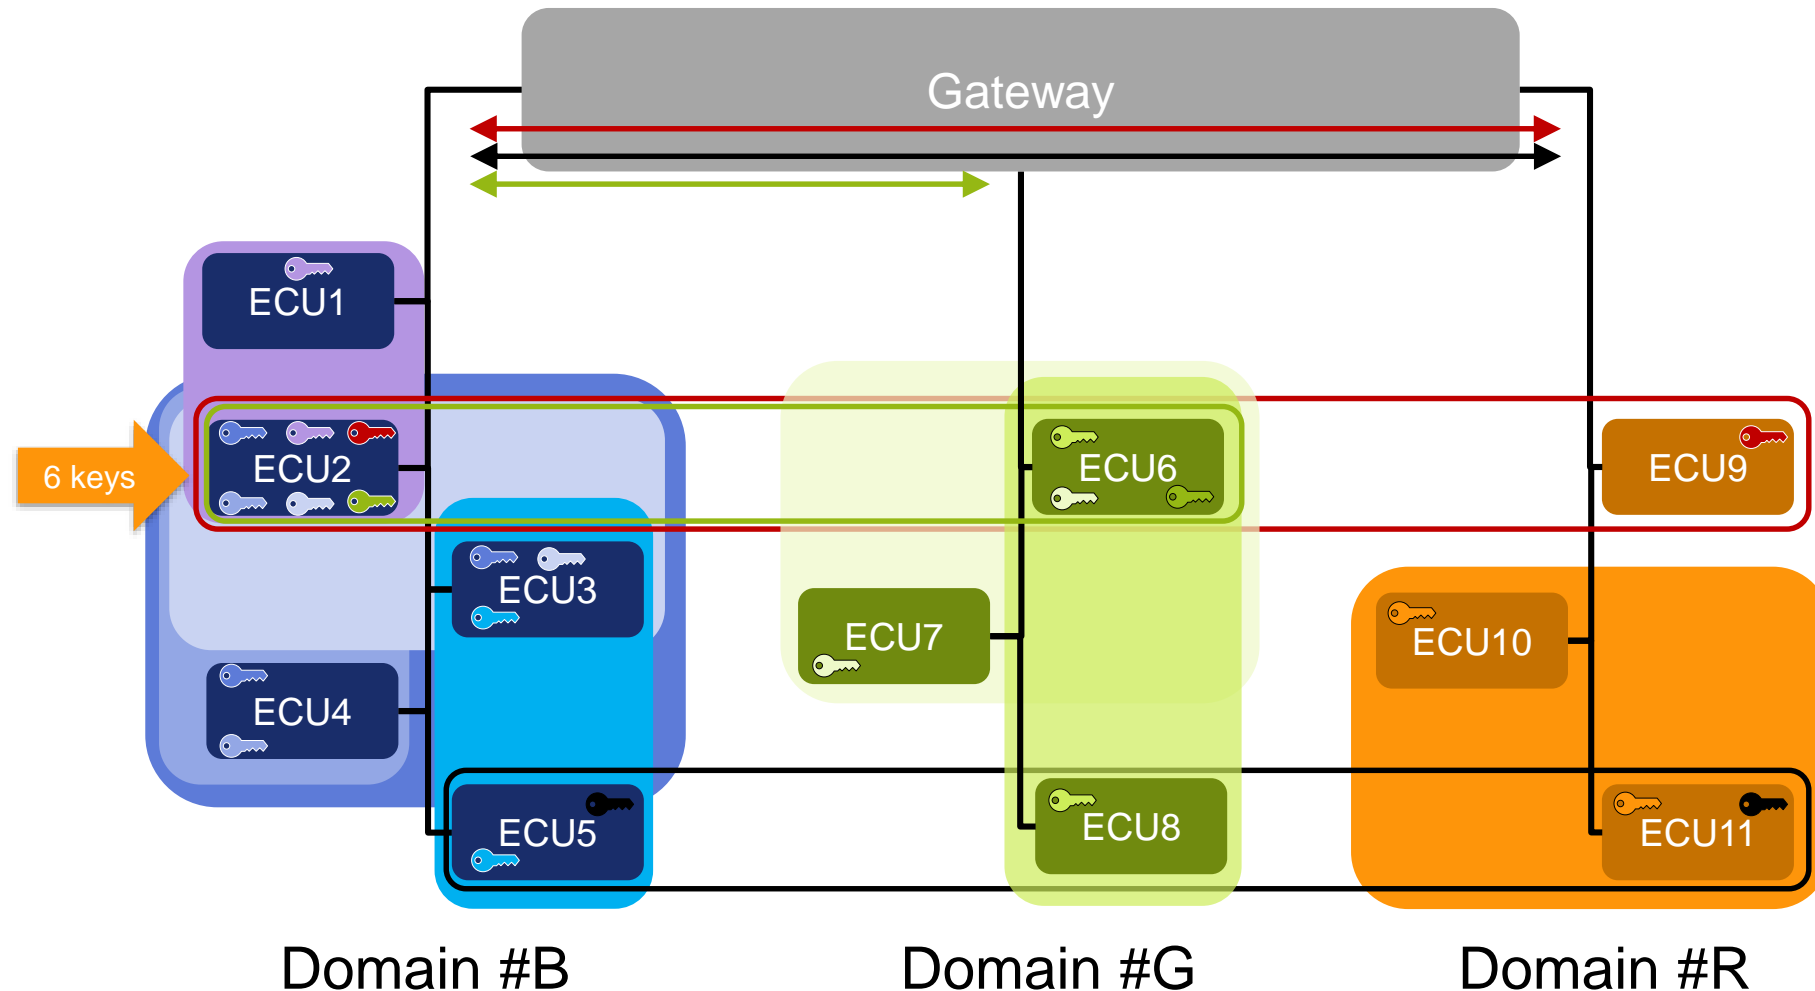 Gateway
ECU1
6 keys
ECU2
ECU6
ECU9
ECU3
ECU7
ECU10
ECU4
ECU5
ECU8
ECU11
Domain #B
Domain #G
Domain #R